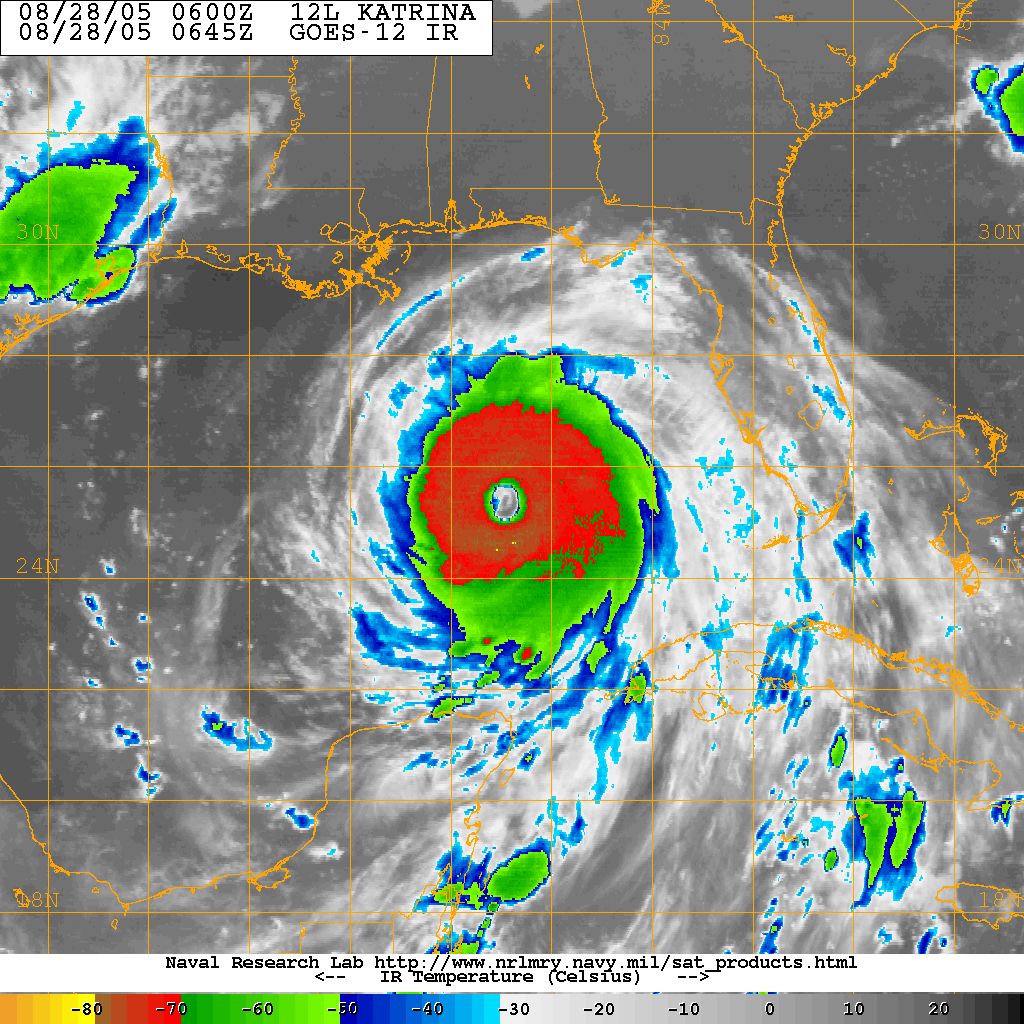 08/28/05 0600Z 12L KATRINA
08/28/05 0645Z GOES-12 IR
84W
78W
30N 30N
24N 24N
18N 18N
Naval Research Lab http://www.nrlmry.navy.mil/sat_products.html
<-- IR Temperature (Celsius) -->
-80 -70 -60 -50 -40 -30 -20 -10 0 10 20